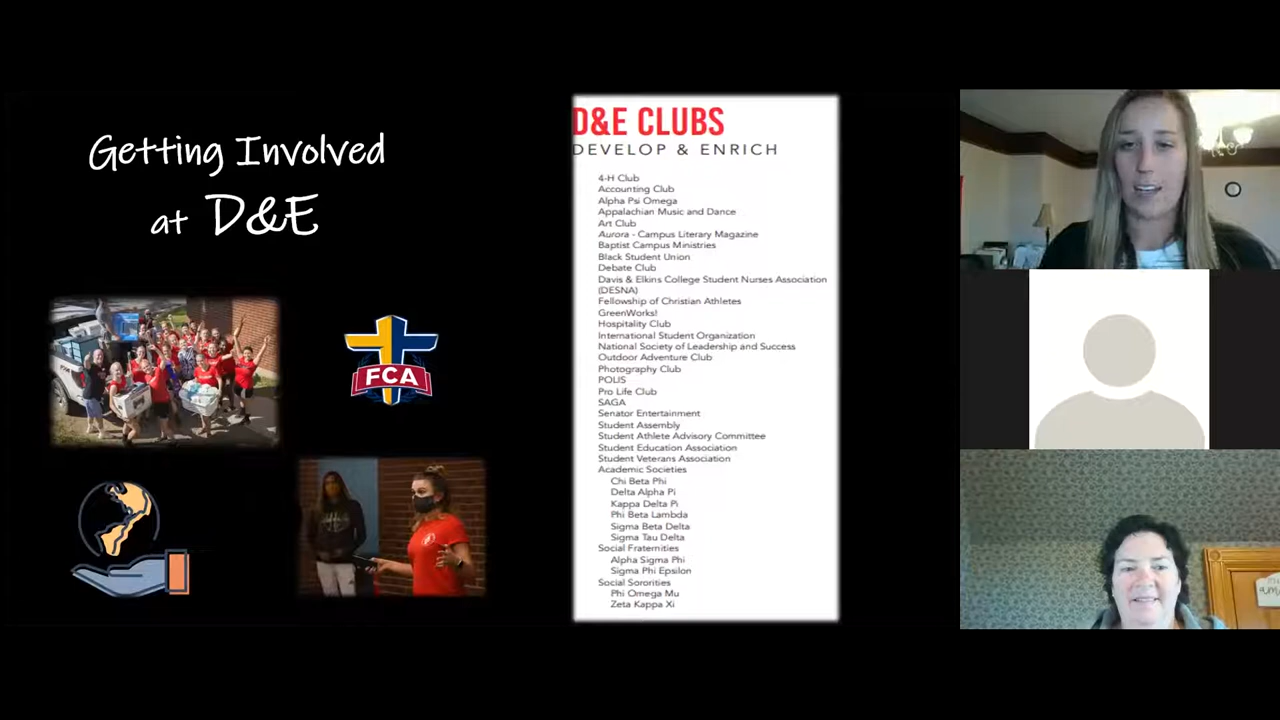 Getting Involved
at D&E
FCA
D&E CLUBS
DEVELOP & ENRICH
4-H Club
Accounting Club
Alpha Psi Omega
Appalachian Music and Dance
Art Club
Aurora - Campus Literary Magazine
Baptist Campus Ministries
Black Student Union
Debate Club
Davis & Elkins College Student Nurses Association
(DESNA)
Fellowship of Christian Athletes
GreenWorks!
Hospitality Club
International Student Organization
National Society of Leadership and Success
Outdoor Adventure Club
Photography Club
POLIS
Pro Life Club
SAGA
Senator Entertainment
Student Assembly
Student Athlete Advisory Committee
Student Education Association
Student Veterans Association
Academic Societies
Chi Beta Phi
Delta Alpha Pi
Kappa Delta Pi
Phi Beta Lambda
Sigma Beta Delta
Sigma Tau Delta
Social Fraternities
Alpha Sigma Phi
Sigma Phi Epsilon
Social Sororities
Phi Omega Mu
Zeta Kappa Xi